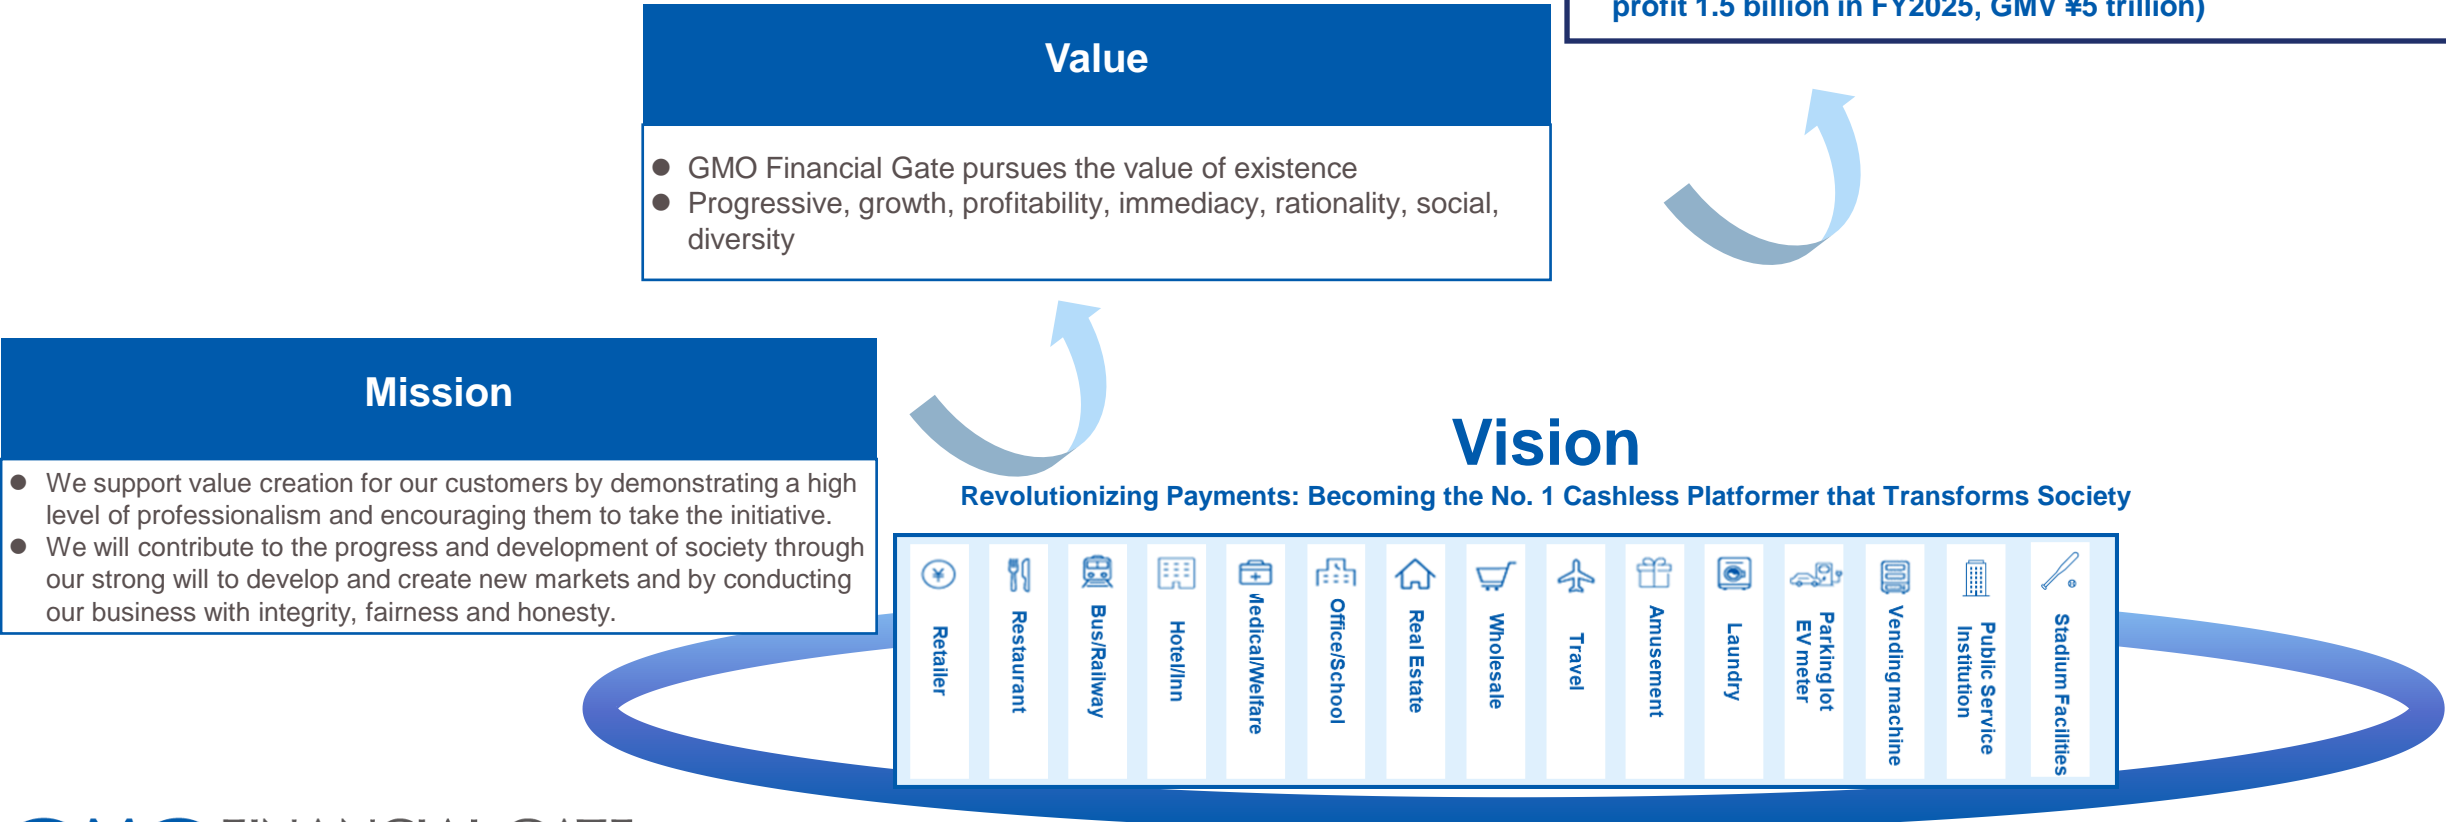 profit 1.5 billion in FY2025, GMV ¥5 trillion)
Value
● GMO Financial Gate pursues the value of existence
● Progressive, growth, profitability, immediacy, rationality, social,
diversity
Mission
● We support value creation for our customers by demonstrating a high
level of professionalism and encouraging them to take the initiative.
● We will contribute to the progress and development of society through
our strong will to develop and create new markets and by conducting
our business with integrity, fairness and honesty.
Vision
Revolutionizing Payments: Becoming the No. 1 Cashless Platformer that Transforms Society
¥
Retailer
Restaurant
Bus/Railway
Hotel/Inn
Medical/Welfare
Office/School
Real Estate
Wholesale
Travel
Amusement
Laundry
Parking lot
EV meter
Vending machine
Public Service
Institution
Stadium Facilities
GMO FINANCIAL GATE